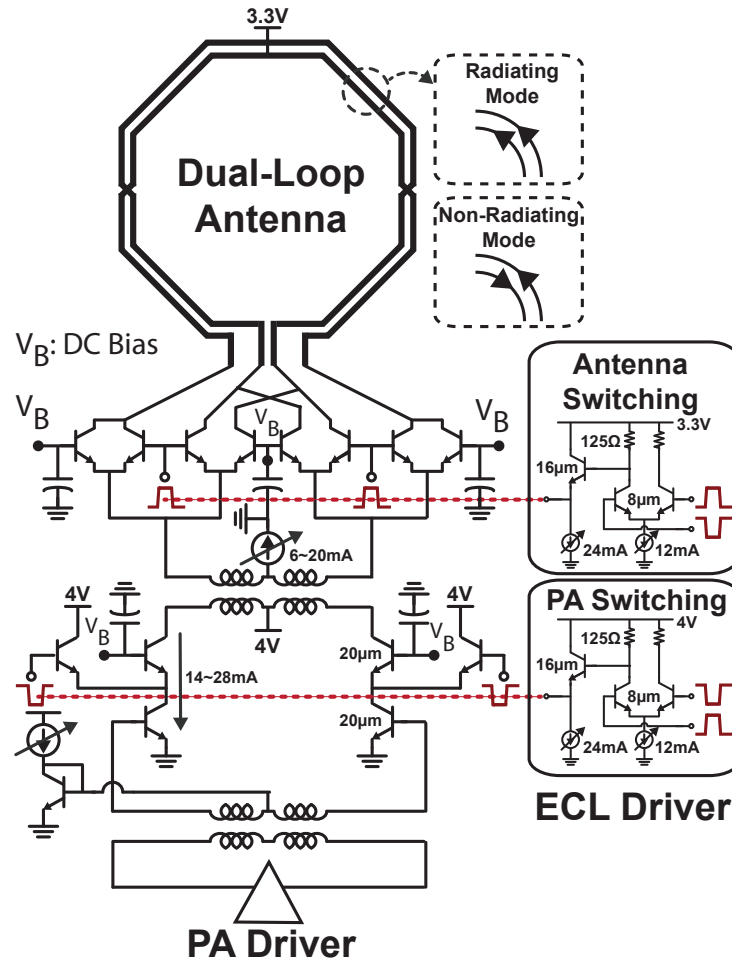 3.3V
Radiating
Mode
Dual-Loop
Antenna
Non-Radiating
Mode
V_B: DC Bias
V_B
V_B
V_B
6~20mA
Antenna
Switching
3.3V
125Ω
16µm
8µm
24mA
12mA
4V
4V
4V
V_B
V_B
14~28mA
20µm
20µm
PA Switching
4V
125Ω
16µm
8µm
24mA
12mA
ECL Driver
PA Driver